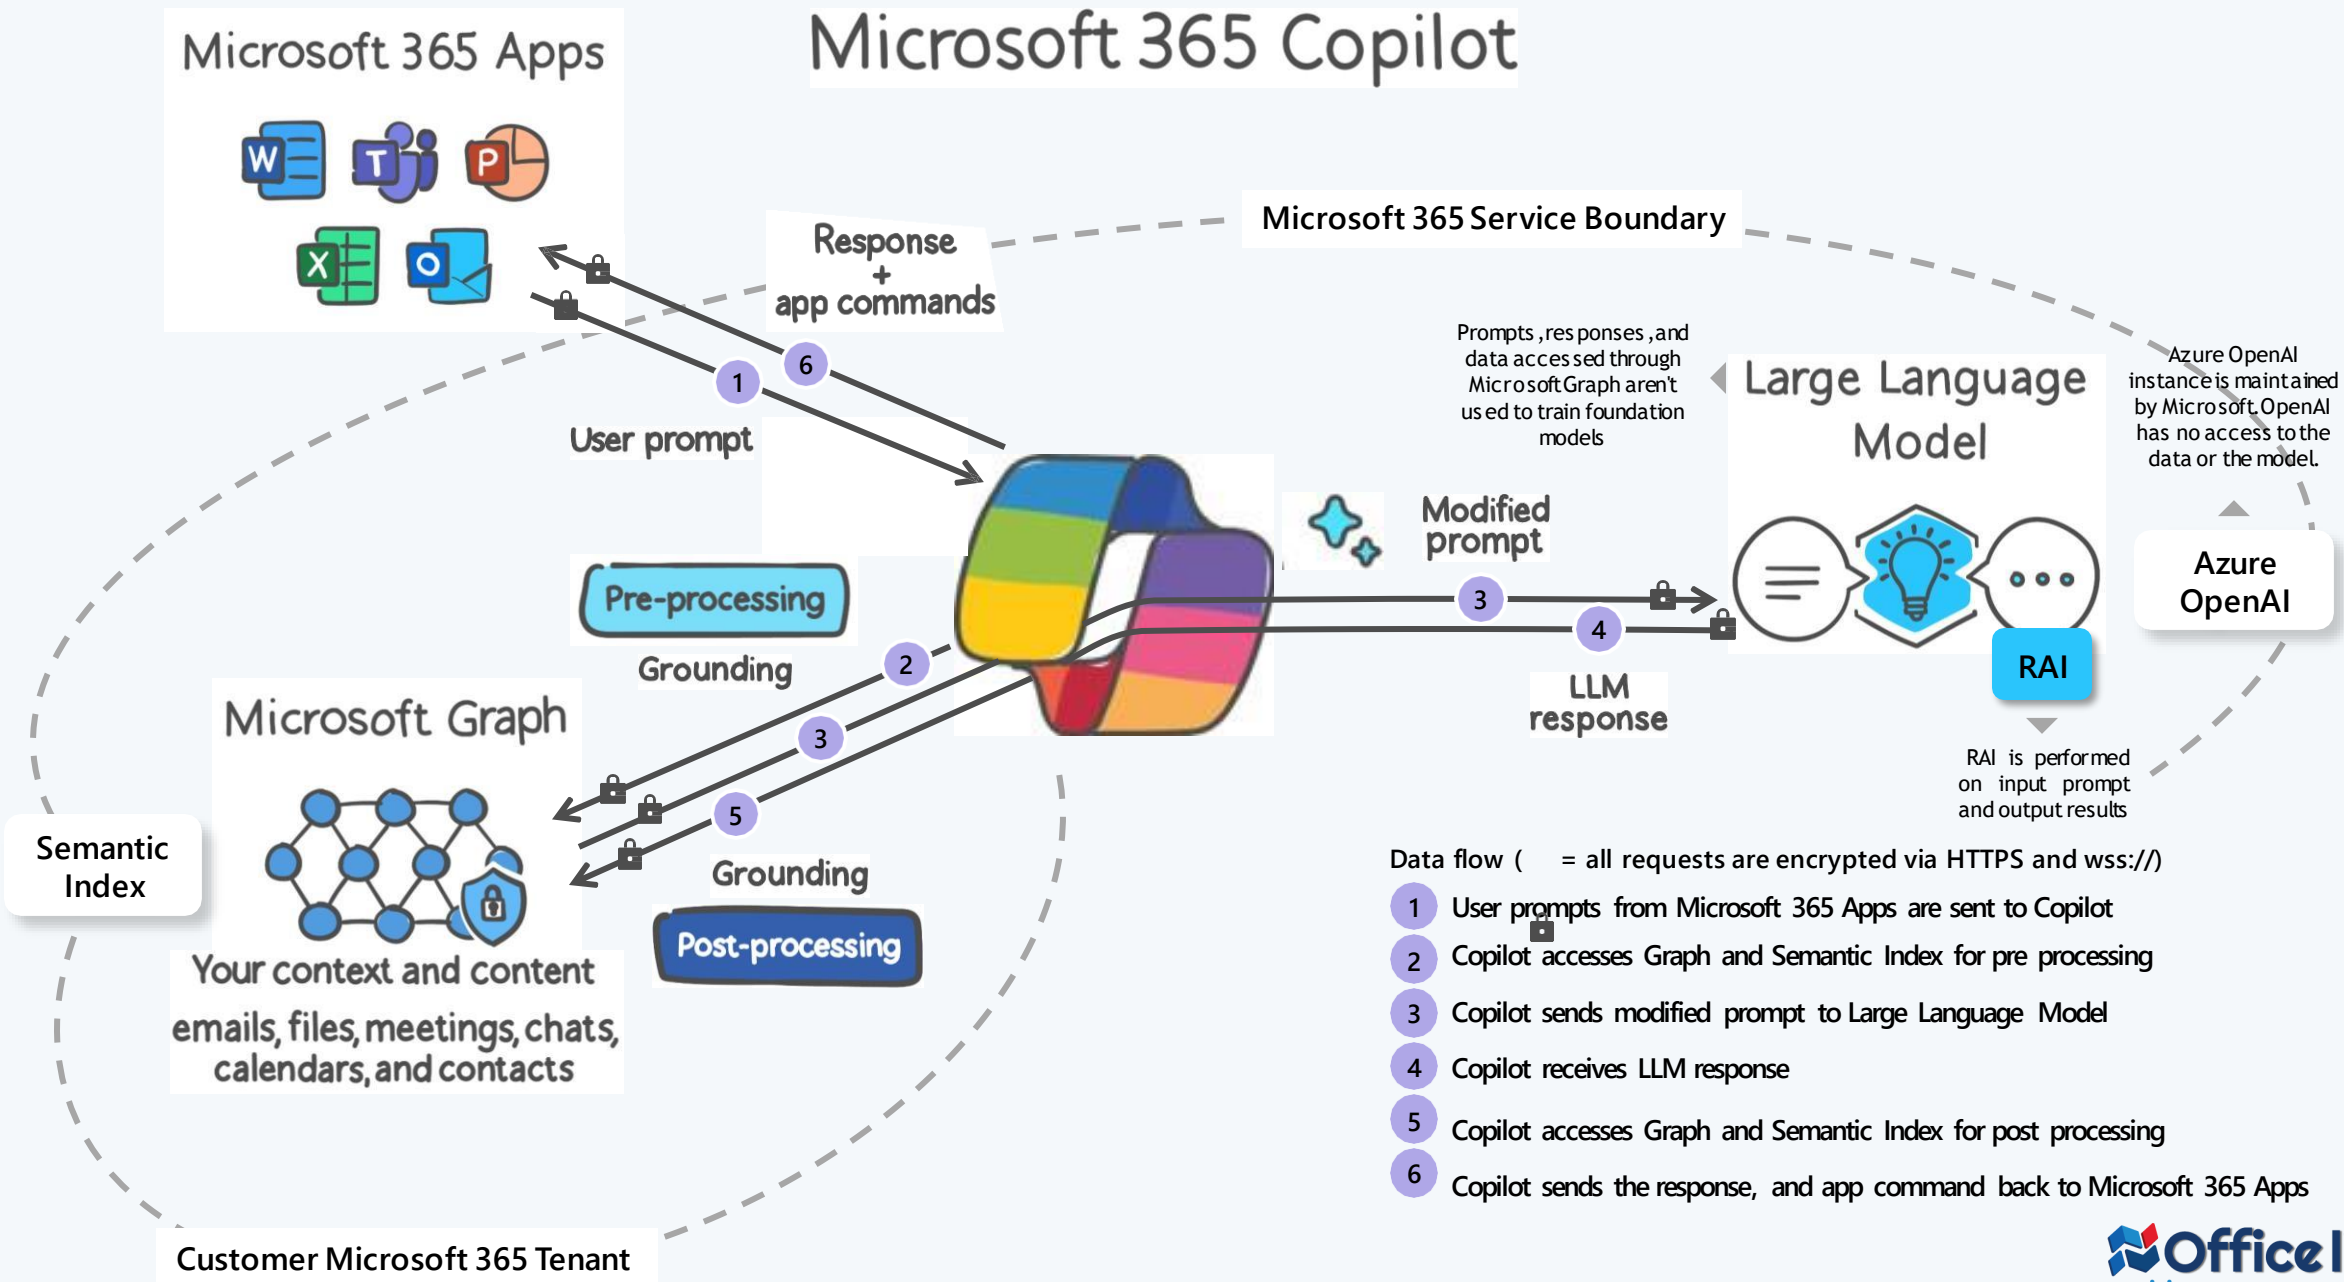 Microsoft 365 Apps
Microsoft 365 Copilot
W
T
P
X
O
Microsoft 365 Service Boundary
Response
+
app commands
6
1
User prompt
Prompts, responses, and
data accessed through
Microsoft Graph aren't
used to train foundation
models
Large Language
Model
Azure OpenAI
instance is maintained
by Microsoft. OpenAI
has no access to the
data or the model.
Modified
prompt
3
4
LLM
response
Azure
OpenAI
RAI
RAI is performed
on input prompt
and output results
Pre-processing
Grounding
2
3
5
Microsoft Graph
Semantic
Index
Grounding
Post-processing
Your context and content
emails, files, meetings, chats,
calendars, and contacts
Data flow ( = all requests are encrypted via HTTPS and wss://)
1 User prompts from Microsoft 365 Apps are sent to Copilot
2 Copilot accesses Graph and Semantic Index for pre processing
3 Copilot sends modified prompt to Large Language Model
4 Copilot receives LLM response
5 Copilot accesses Graph and Semantic Index for post processing
6 Copilot sends the response, and app command back to Microsoft 365 Apps
Customer Microsoft 365 Tenant